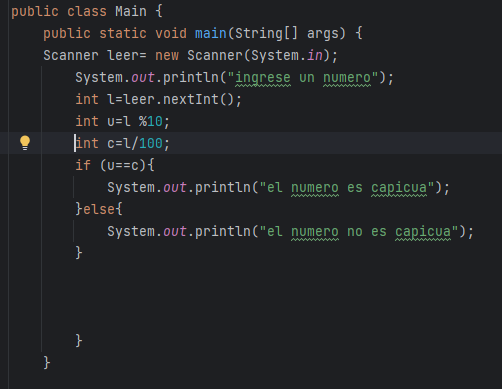 public class Main {
public static void main(String[] args) {
Scanner leer= new Scanner(System.in);
System.out.println("ingrese un numero");
int l=leer.nextInt();
int u=l %10;
int c=l/100;
if (u==c){
System.out.println("el numero es capicua");
}else{
System.out.println("el numero no es capicua");
}
}
}